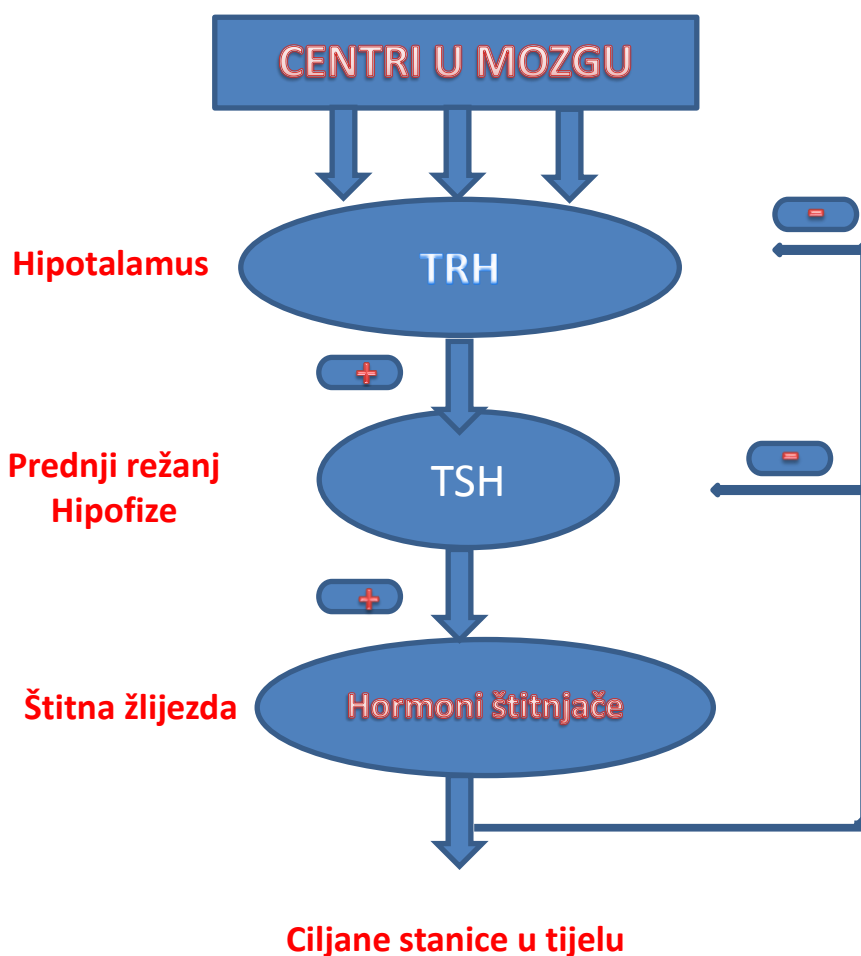 CENTRI U MOZGU
-
Hipotalamus
TRH
+
Prednji režanj
Hipofize
TSH
-
+
Štitna žlijezda
Hormoni štitnjače
Ciljane stanice u tijelu